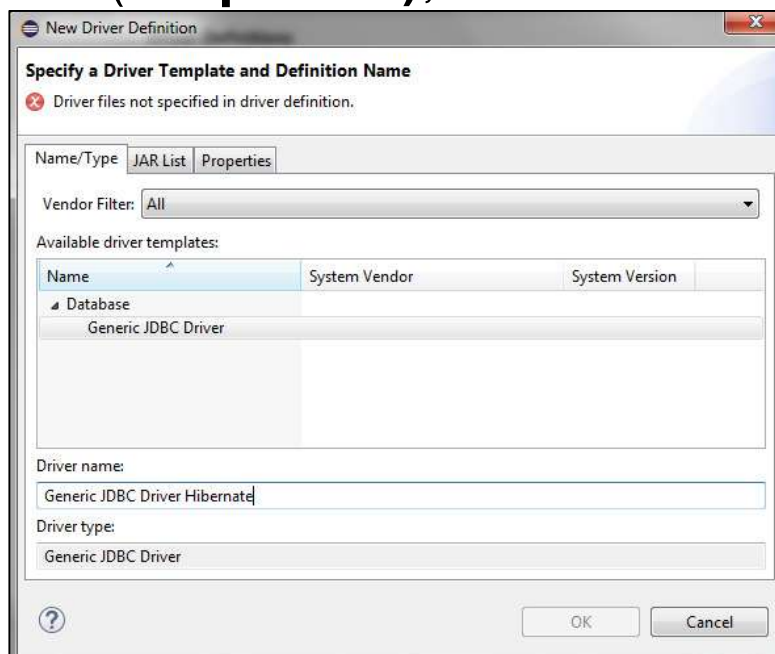 New Driver Definition
Specify a Driver Template and Definition Name
Driver files not specified in driver definition.
Name/Type JAR List Properties
Vendor Filter: All
Available driver templates:
Name System Vendor System Version
Database
Generic JDBC Driver
Driver name:
Generic JDBC Driver Hibernate
Driver type:
Generic JDBC Driver
OK Cancel